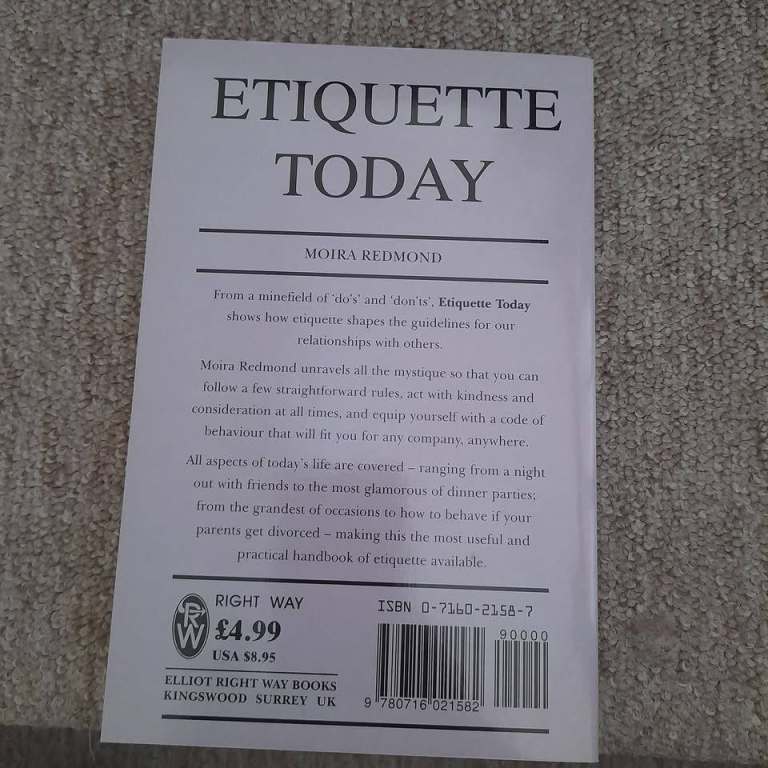 ETIQUETTE
TODAY
MOIRA REDMOND
From a minefield of 'do's' and 'don'ts', Etiquette Today
shows how etiquette shapes the guidelines for our
relationships with others.
Moira Redmond unravels all the mystique so that you can
follow a few straightforward rules, act with kindness and
consideration at all times, and equip yourself with a code of
behaviour that will fit you for any company, anywhere.
All aspects of today's life are covered – ranging from a night
out with friends to the most glamorous of dinner parties;
from the grandest of occasions to how to behave if your
parents get divorced – making this the most useful and
practical handbook of etiquette available.
RW
RIGHT WAY
£4.99
USA $8.95
ELLIOT RIGHT WAY BOOKS
KINGSWOOD SURREY UK
ISBN 0-7160-2158-7
90000
9 780716 021582